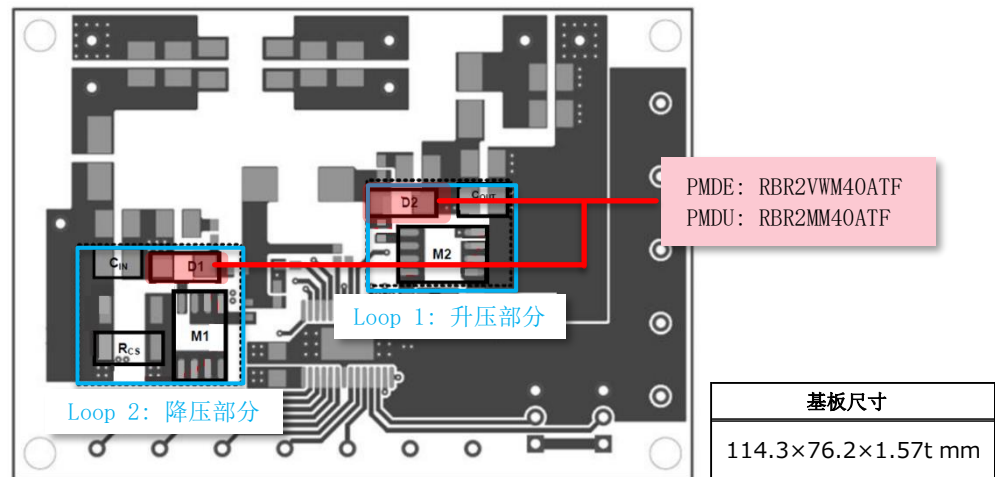 D2
COUT
M2
PMDE: RBR2VWM40ATF
PMDU: RBR2MM40ATF
CIN
D1
M1
RCS
Loop 1: 升压部分
Loop 2: 降压部分
基板尺寸
114.3×76.2×1.57t mm